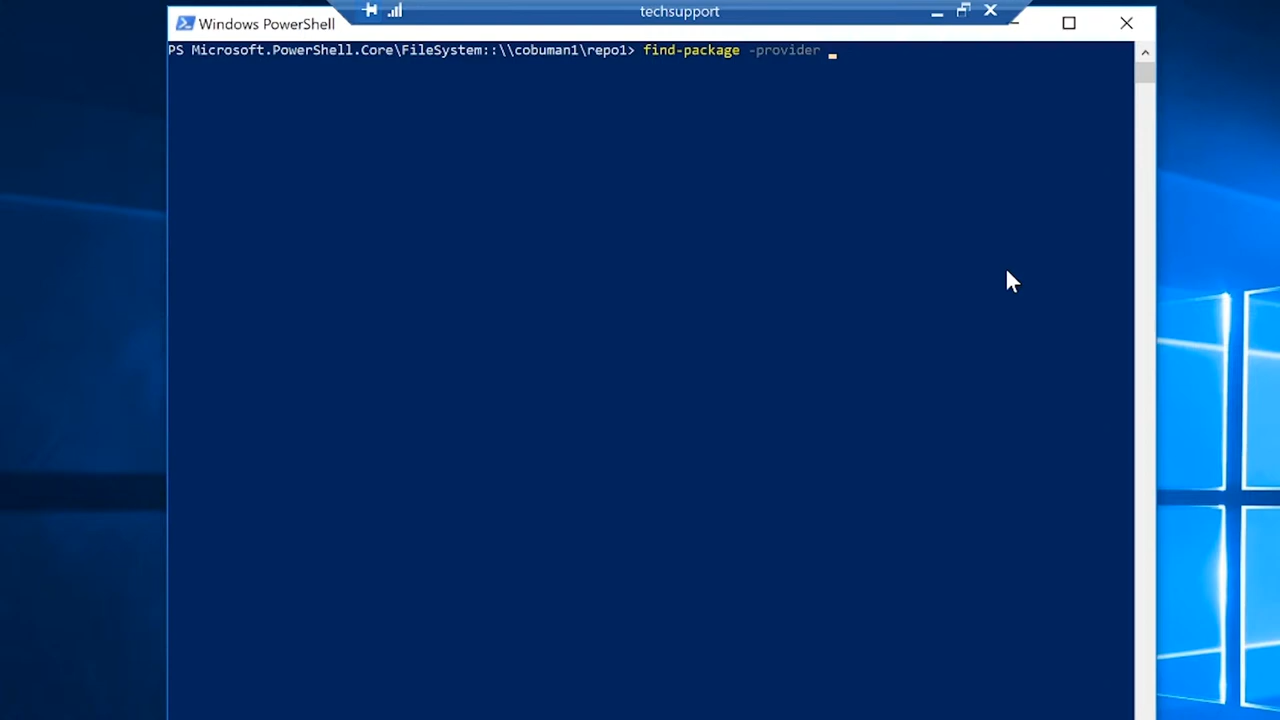 techsupport
Windows PowerShell
PS Microsoft.PowerShell.Core\FileSystem::\\cobuman1\repo1> find-package -provider